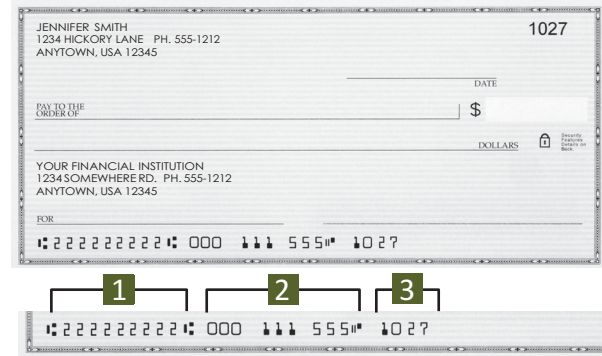 JENNIFER SMITH 1027
1234 HICKORY LANE PH. 555-1212
ANYTOWN, USA 12345
DATE
PAY TO THE
ORDER OF $
DOLLARS
Security
Features
Details on
Back
YOUR FINANCIAL INSTITUTION
1234 SOMEWHERE RD. PH. 555-1212
ANYTOWN, USA 12345
FOR
⑆222222222⑆ 000 111 555⑈ 1027
1 2 3
⑆222222222⑆ 000 111 555⑈ 1027